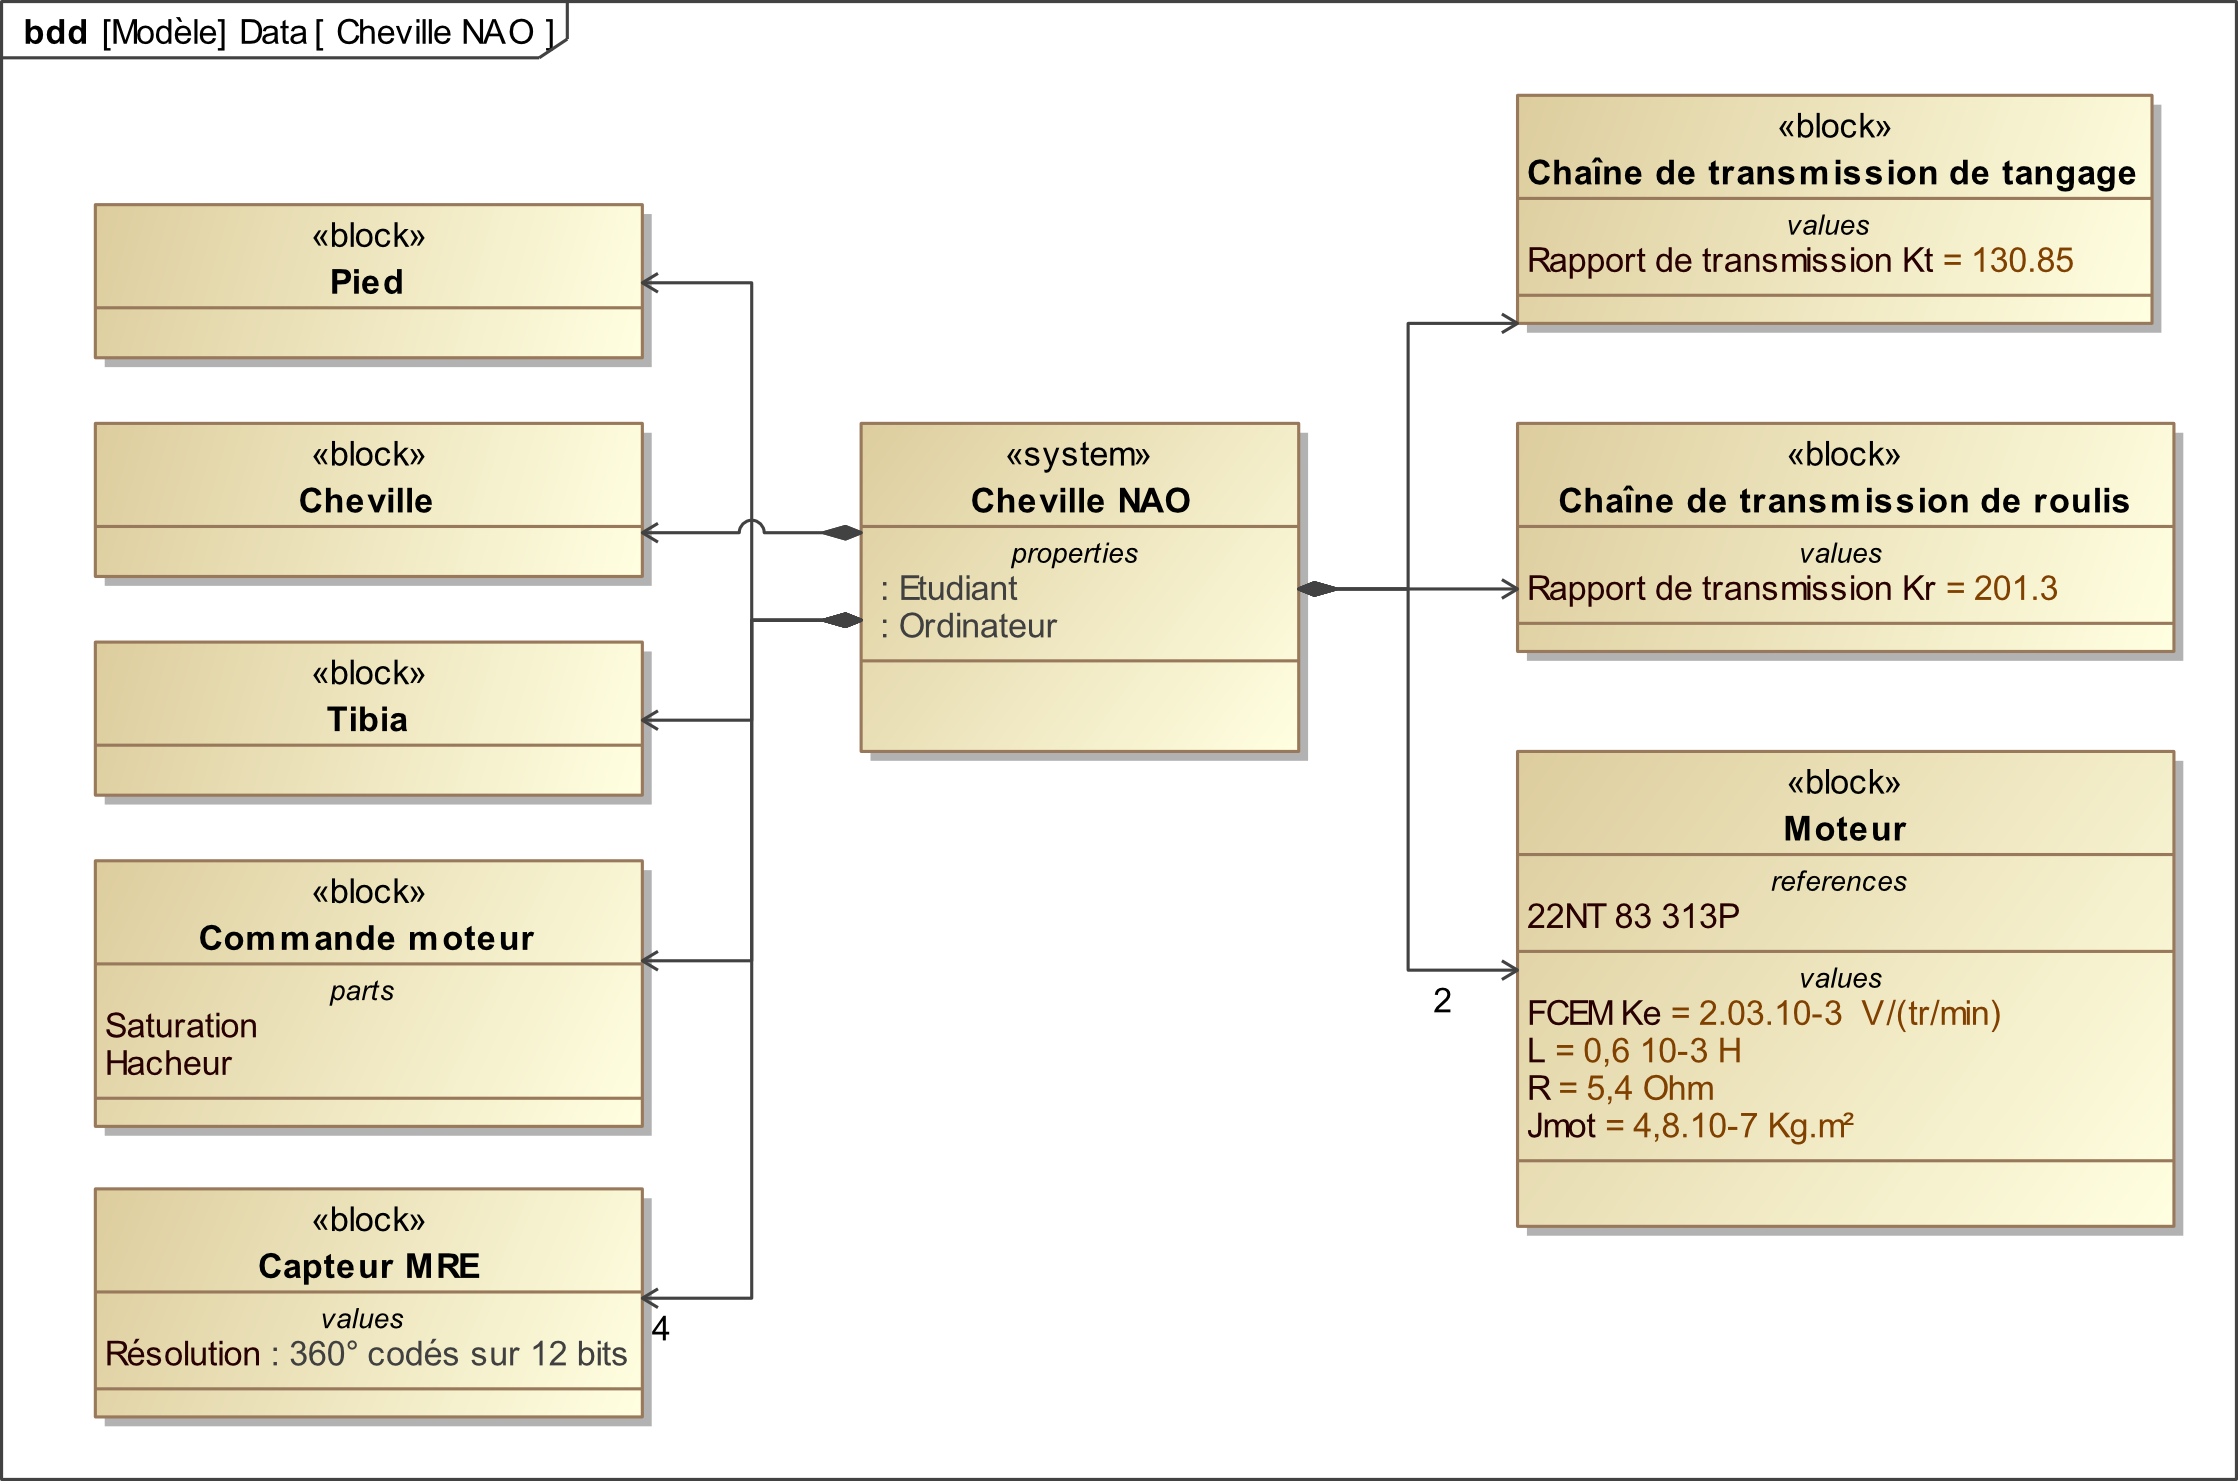 bdd [Modèle] Data [ Cheville NAO ]
«block»
Pied
«block»
Cheville
«block»
Tibia
«block»
Commande moteur
parts
Saturation
Hacheur
«block»
Capteur MRE
values
Résolution : 360° codés sur 12 bits
4
«system»
Cheville NAO
properties
: Etudiant
: Ordinateur
«block»
Chaîne de transmission de tangage
values
Rapport de transmission Kt = 130.85
«block»
Chaîne de transmission de roulis
values
Rapport de transmission Kr = 201.3
2
«block»
Moteur
references
22NT 83 313P
values
FCEM Ke = 2.03.10-3  V/(tr/min)
L = 0,6 10-3 H
R = 5,4 Ohm
Jmot = 4,8.10-7 Kg.m²